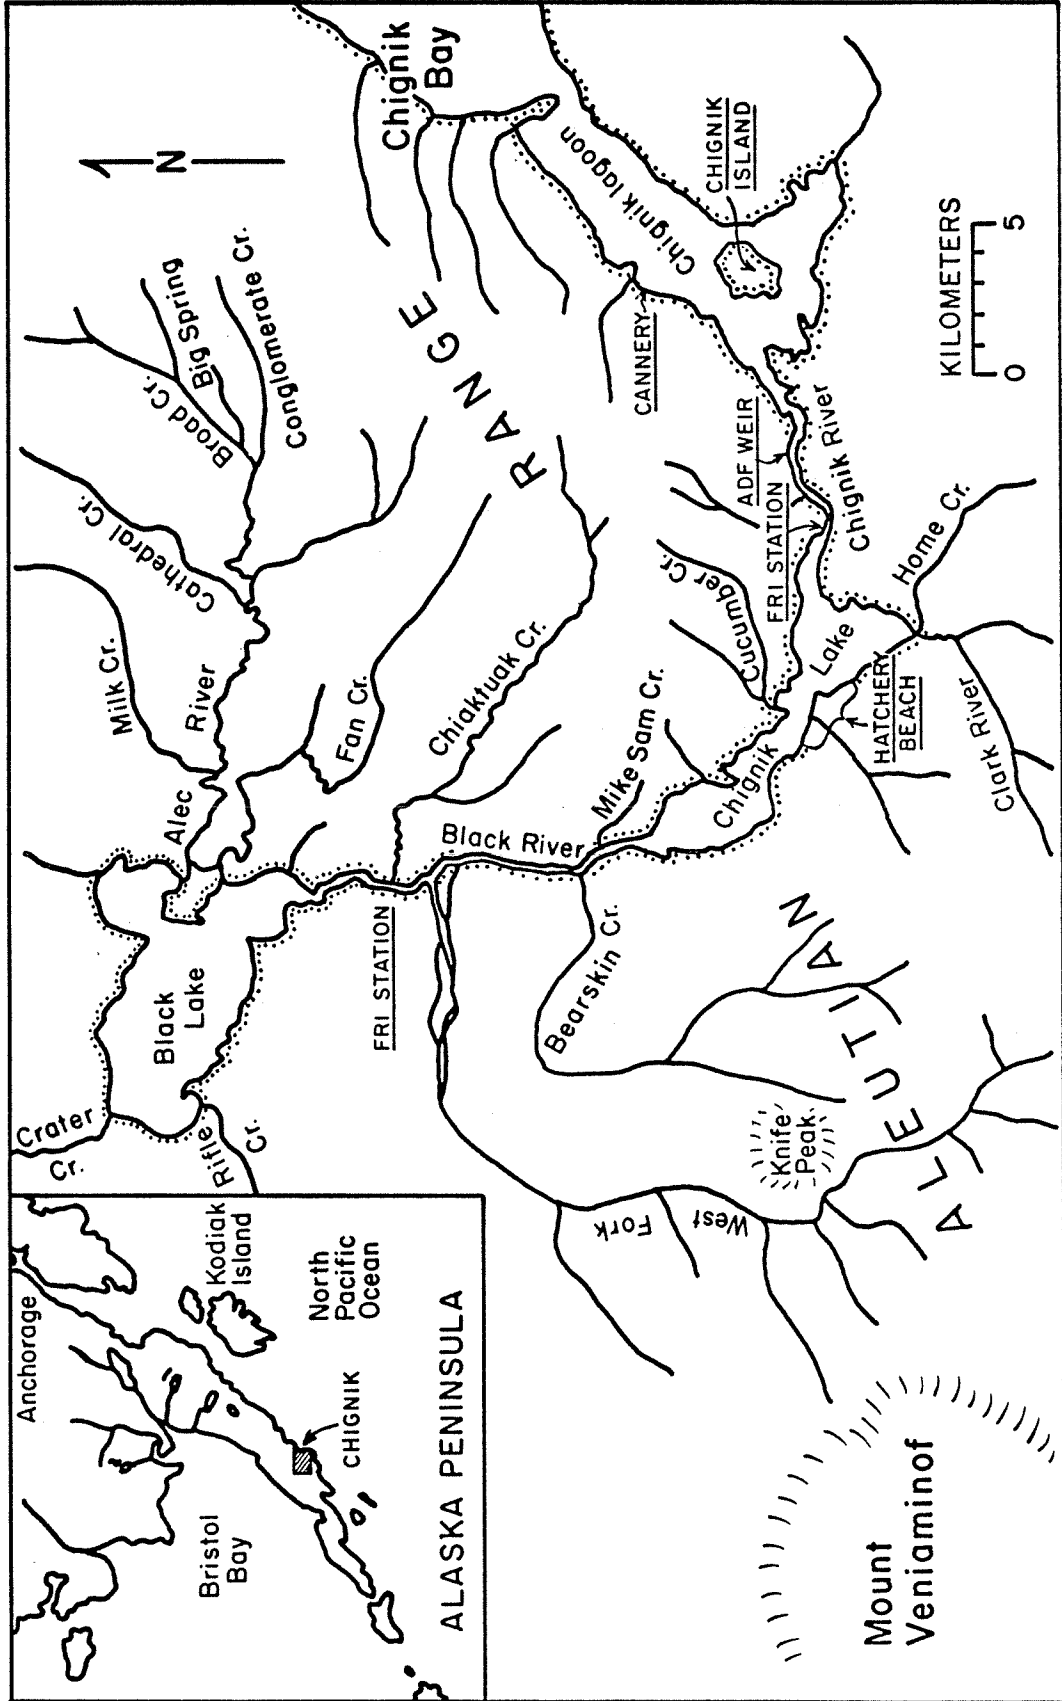 Anchorage
Kodiak
Island
Bristol
Bay
North
Pacific
Ocean
CHIGNIK
ALASKA PENINSULA
Mount
Veniaminof
Crater
Cr.
Rifle
Cr.
Black
Lake
Alec
River
Milk Cr.
Cathedral Cr.
Broad Cr.
Big Spring
Conglomerate Cr.
N
Chignik
Bay
FRI STATION
Fan Cr.
Chiaktuak Cr.
RANGE
Black River
Mike Sam Cr.
Cucumber Cr.
Bearskin Cr.
West
Fork
Knife
Peak
ALEUTIAN
Chignik
Lake
HATCHERY
BEACH
Clark River
Home Cr.
FRI STATION
ADF WEIR
Chignik River
CANNERY
Chignik lagoon
CHIGNIK
ISLAND
KILOMETERS
0 5